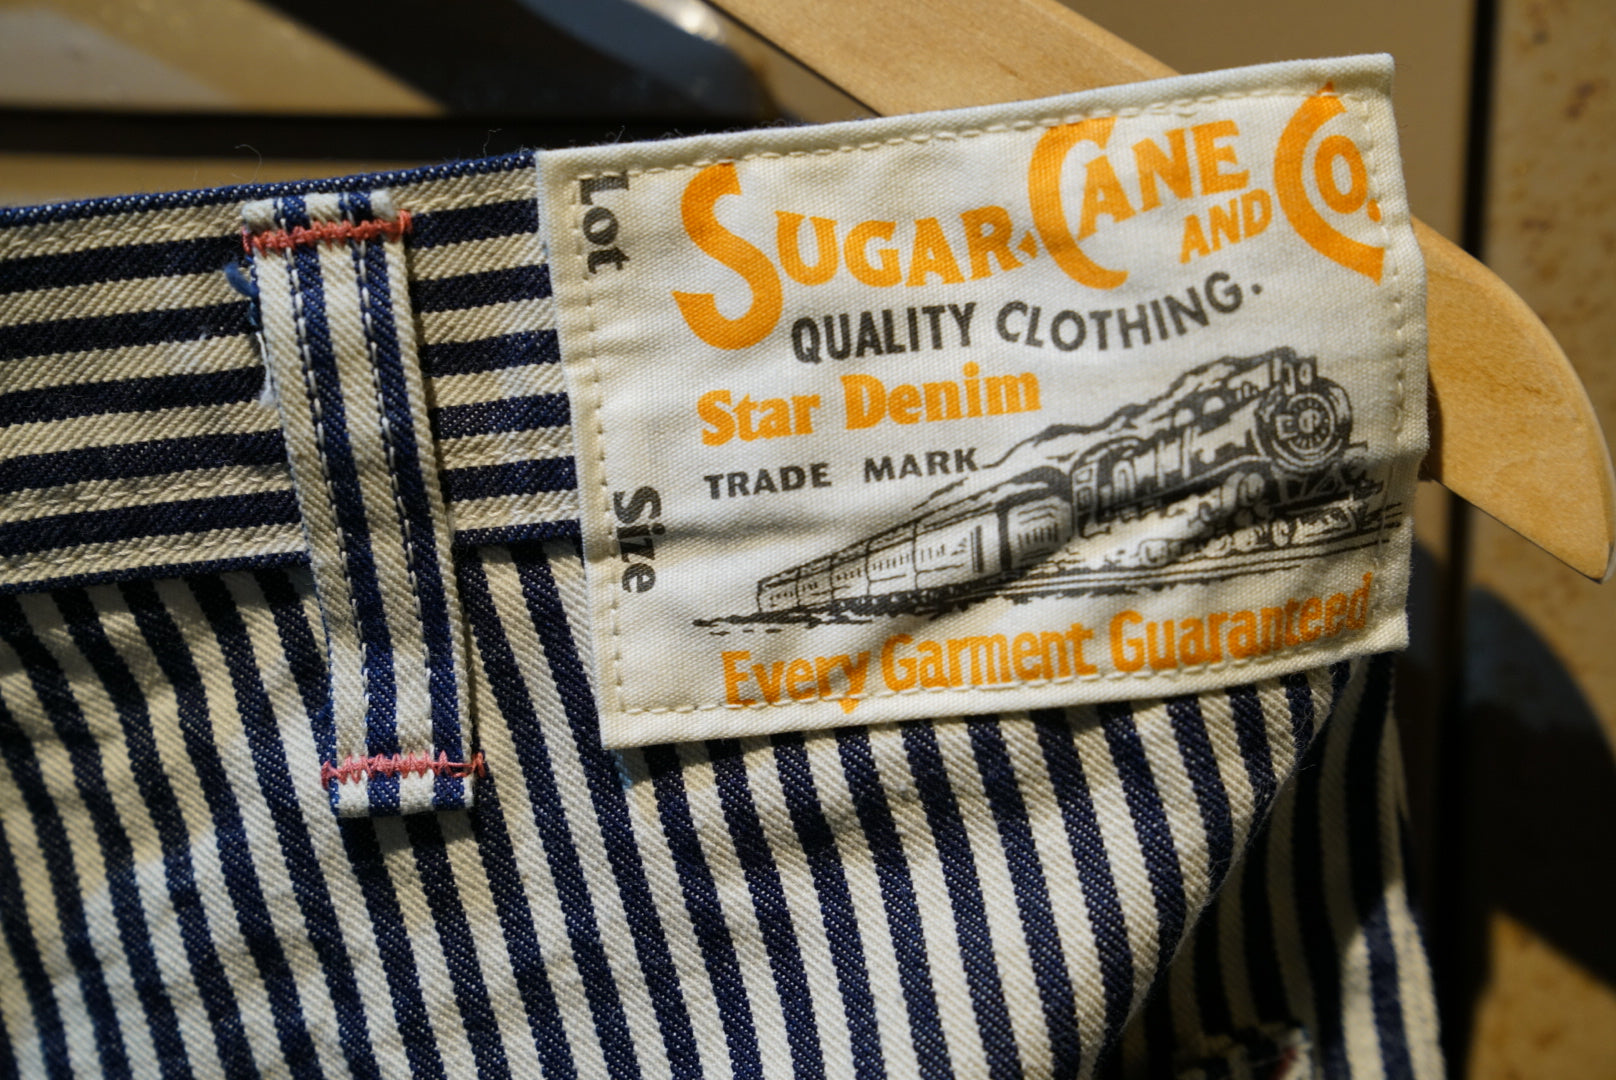 SUGAR CANE AND CO.
QUALITY CLOTHING.
Star Denim
TRADE MARK
Every Garment Guaranteed
Lot
Size